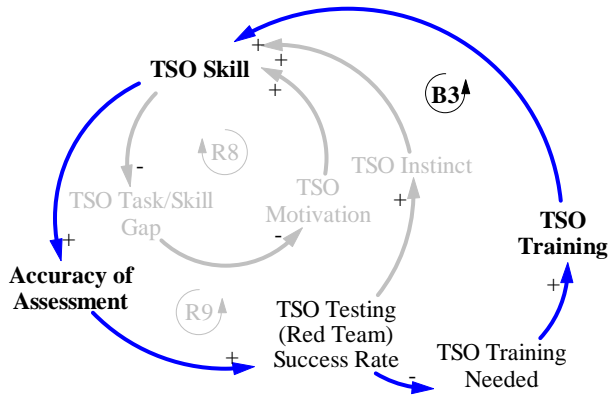 +
+
TSO Skill
+
B3
R8
-
TSO Instinct
TSO Task/Skill
Gap
TSO
Motivation
+
-
TSO
Training
+
Accuracy of
Assessment
R9
TSO Testing
(Red Team)
Success Rate
+
+
TSO Training
Needed
-